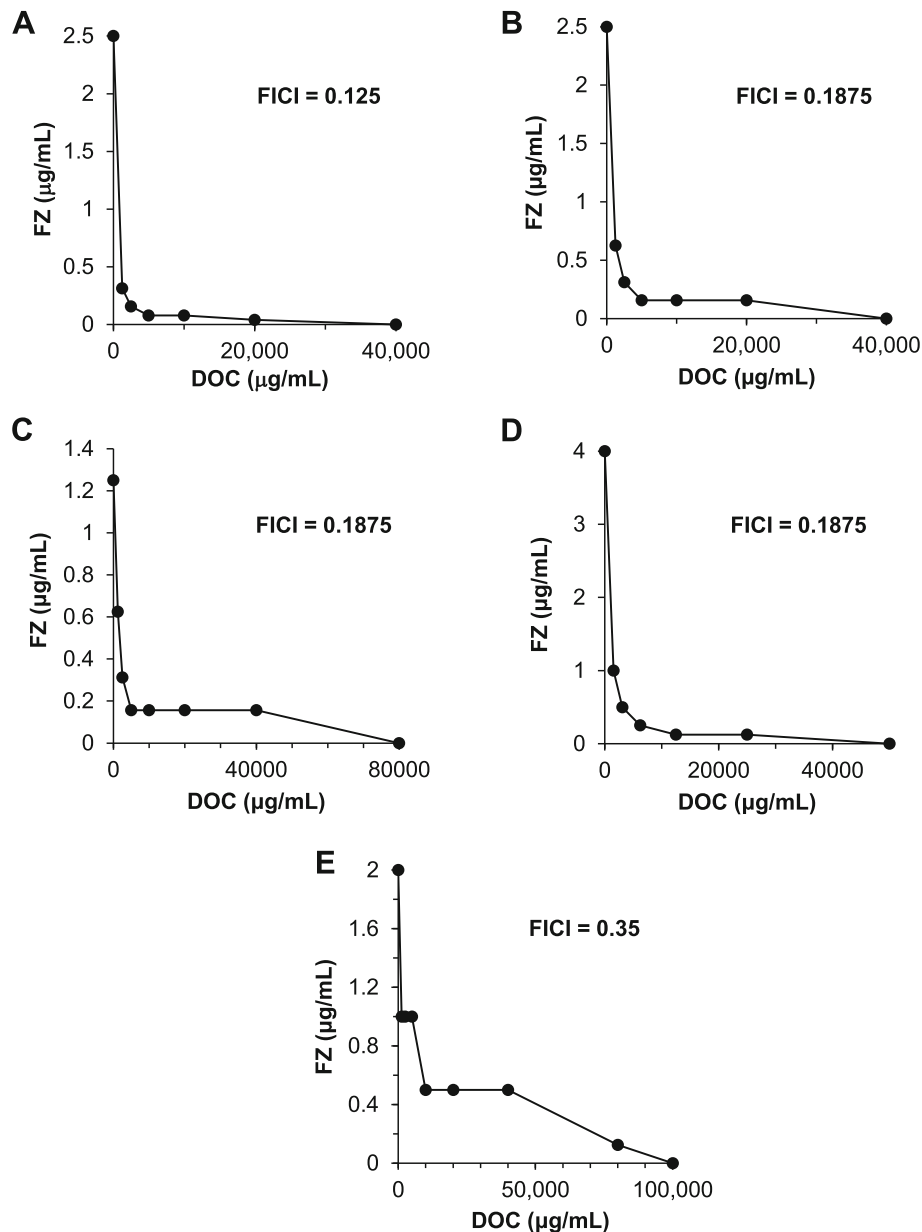 A
2.5
2
1.5
1
0.5
0
FZ (µg/mL)
FICI = 0.125
0
20,000
40,000
DOC (µg/mL)
B
2.5
2
1.5
1
0.5
0
FZ (µg/mL)
FICI = 0.1875
0
20,000
40,000
DOC (µg/mL)
C
1.4
1.2
1
0.8
0.6
0.4
0.2
0
FZ (µg/mL)
FICI = 0.1875
0
40000
80000
DOC (µg/mL)
D
4
3
2
1
0
FZ (µg/mL)
FICI = 0.1875
0
20000
40000
DOC (µg/mL)
E
2
1.6
1.2
0.8
0.4
0
FZ (µg/mL)
FICI = 0.35
0
50,000
100,000
DOC (µg/mL)